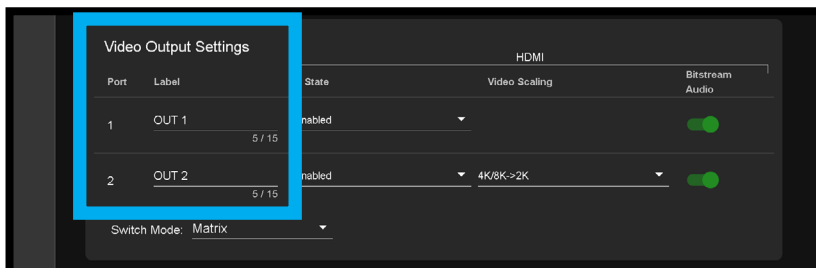 Video Output Settings
HDMI
Port Label State Video Scaling Bitstream Audio
1 OUT 1 nabled
5 / 15
2 OUT 2 nabled 4K/8K->2K
5 / 15
Switch Mode: Matrix